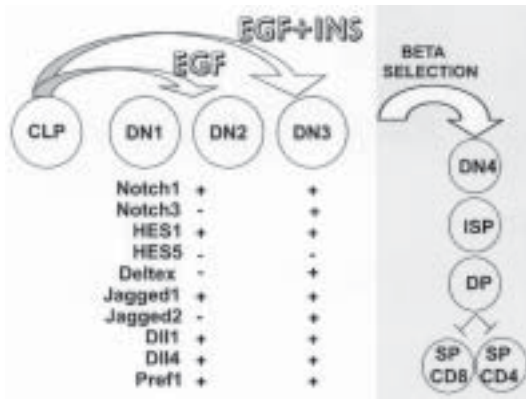 EGF+INS
EGF
BETA
SELECTION
CLP DN1 DN2 DN3
DN4
ISP
DP
SP
CD8
SP
CD4
Notch1 + +
Notch3 - +
HES1 + +
HES5 - -
Deltex - +
Jagged1 + +
Jagged2 - +
Dll1 + +
Dll4 + +
Pref1 + +